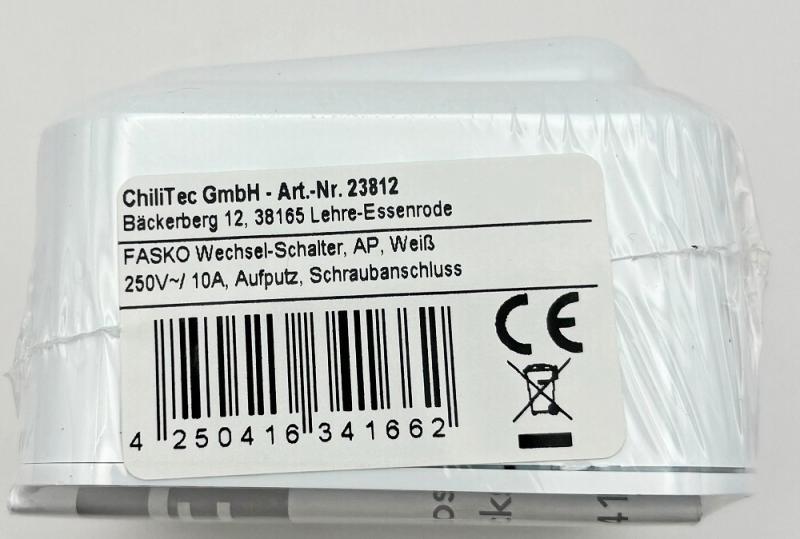 ChiliTec GmbH - Art.-Nr. 23812
Bäckerberg 12, 38165 Lehre-Essenrode
FASKO Wechsel-Schalter, AP, Weiß
250V~/ 10A, Aufputz, Schraubanschluss
CE
4 250416 341662